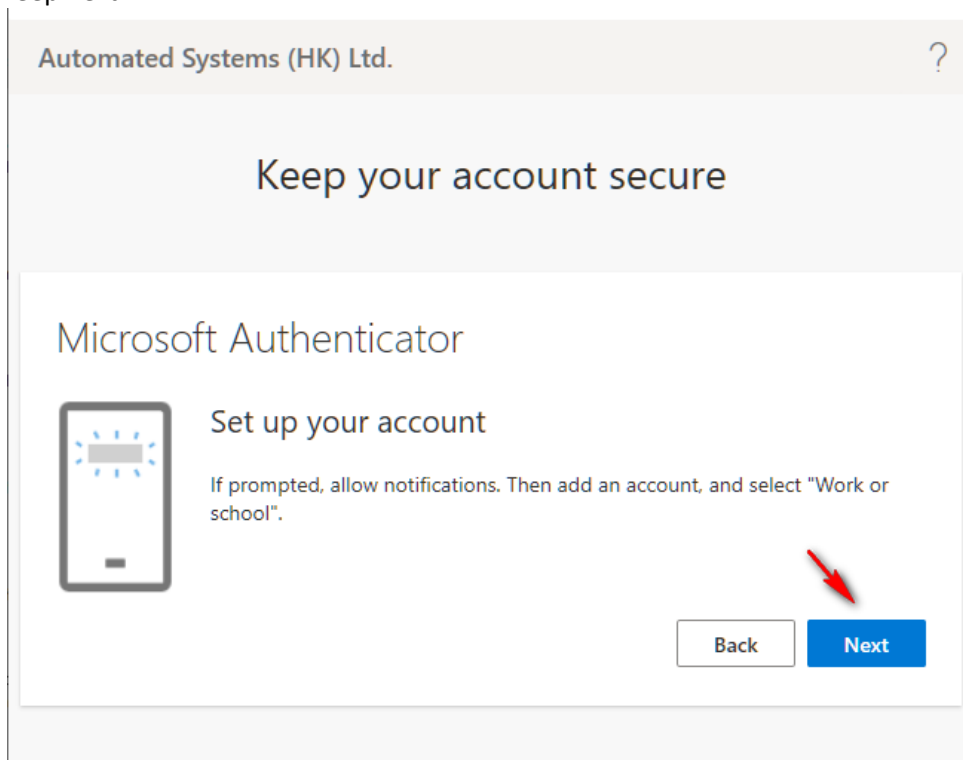 Automated Systems (HK) Ltd.
?
Keep your account secure
Microsoft Authenticator
Set up your account
If prompted, allow notifications. Then add an account, and select "Work or
school".
Back
Next